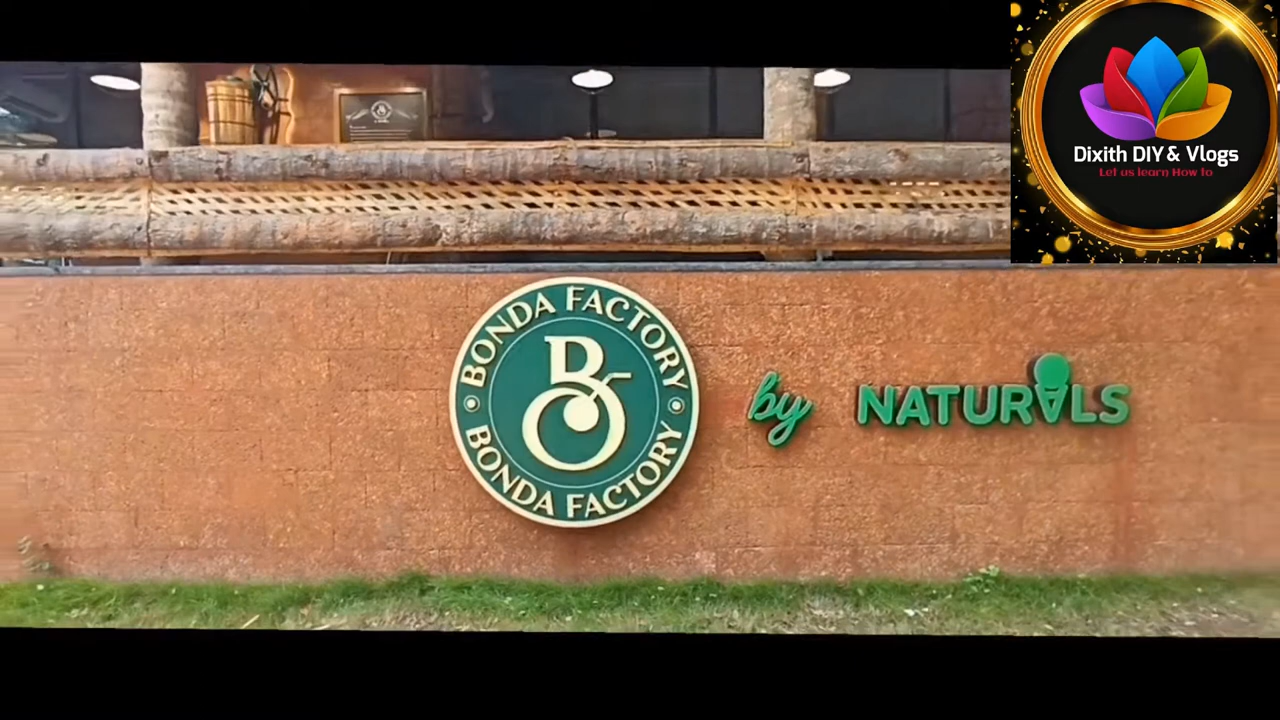 Dixith DIY & Vlogs
Let us learn How to
BONDA FACTORY
B
BONDA FACTORY
by NATURALS